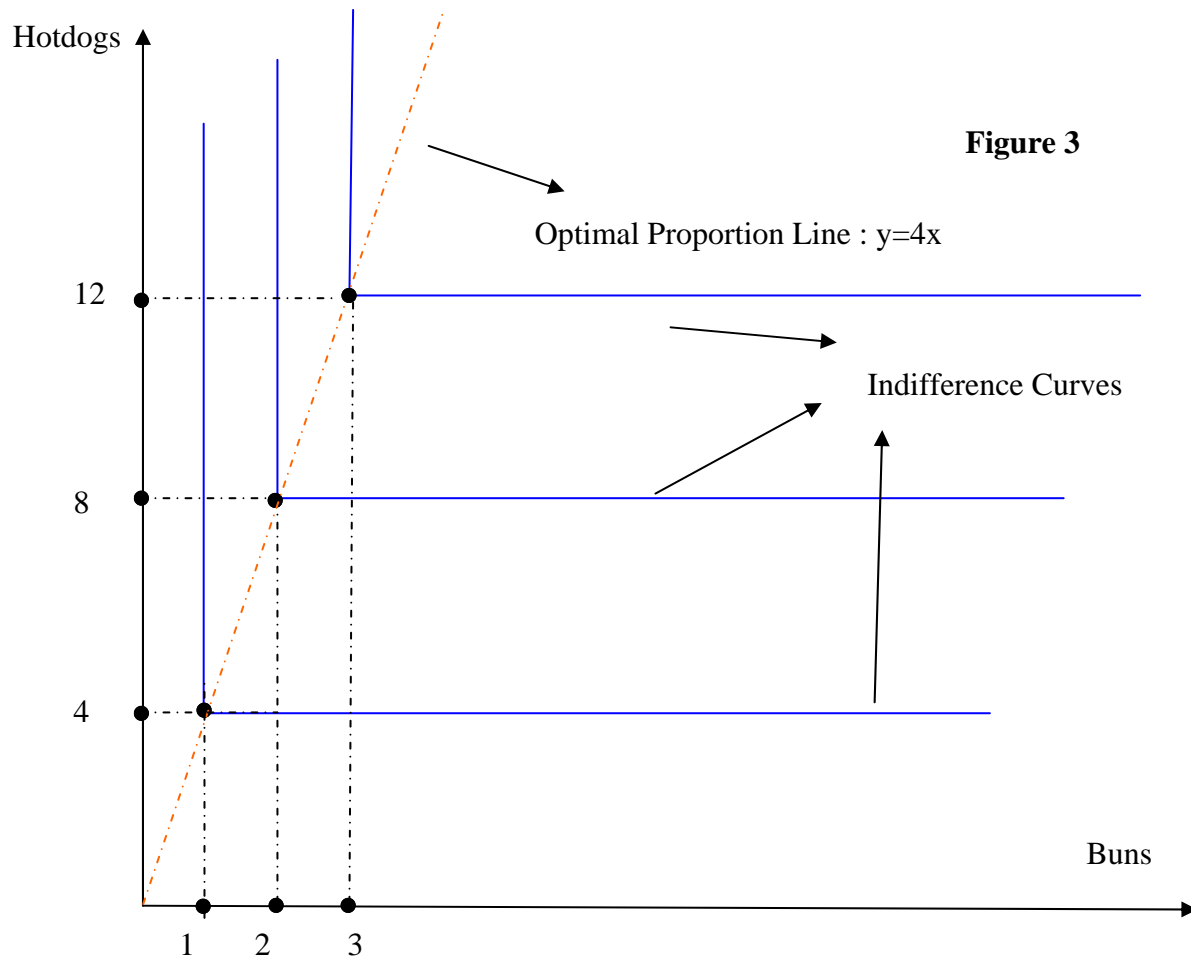 Hotdogs
Figure 3
Optimal Proportion Line : y=4x
12
Indifference Curves
8
4
Buns
1 2 3